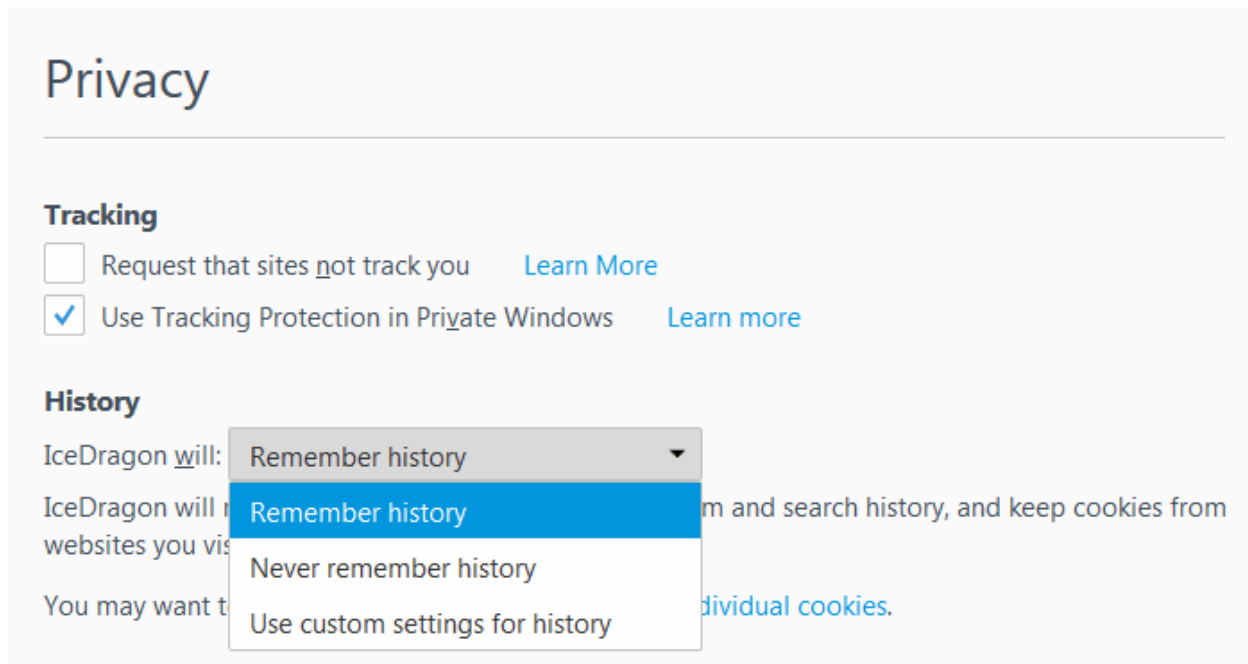 Privacy
Tracking
Request that sites not track you Learn More
Use Tracking Protection in Private Windows Learn more
History
IceDragon will: Remember history
IceDragon will m and search history, and keep cookies from
Remember history
websites you vis
Never remember history
You may want t dividual cookies.
Use custom settings for history